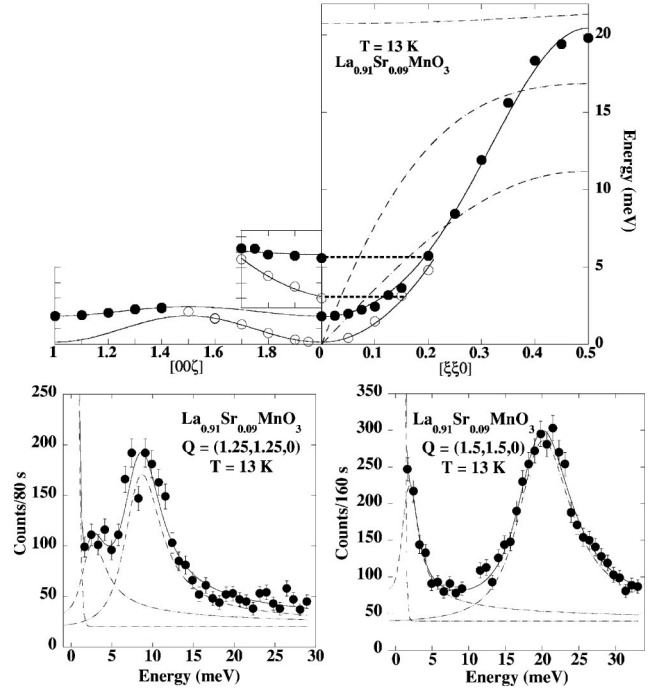 T = 13 K
La0.91Sr0.09MnO3
20
15
10
5
0
Energy (meV)
1 1.2 1.4 1.6 1.8 0 0.1 0.2 0.3 0.4 0.5
[00ζ] [ξξ0]
250
200
150
100
50
0
Counts/80 s
La0.91Sr0.09MnO3
Q = (1.25,1.25,0)
T = 13 K
0 5 10 15 20 25 30
Energy (meV)
350
300
250
200
150
100
50
0
Counts/160 s
La0.91Sr0.09MnO3
Q = (1.5,1.5,0)
T = 13 K
0 5 10 15 20 25 30
Energy (meV)